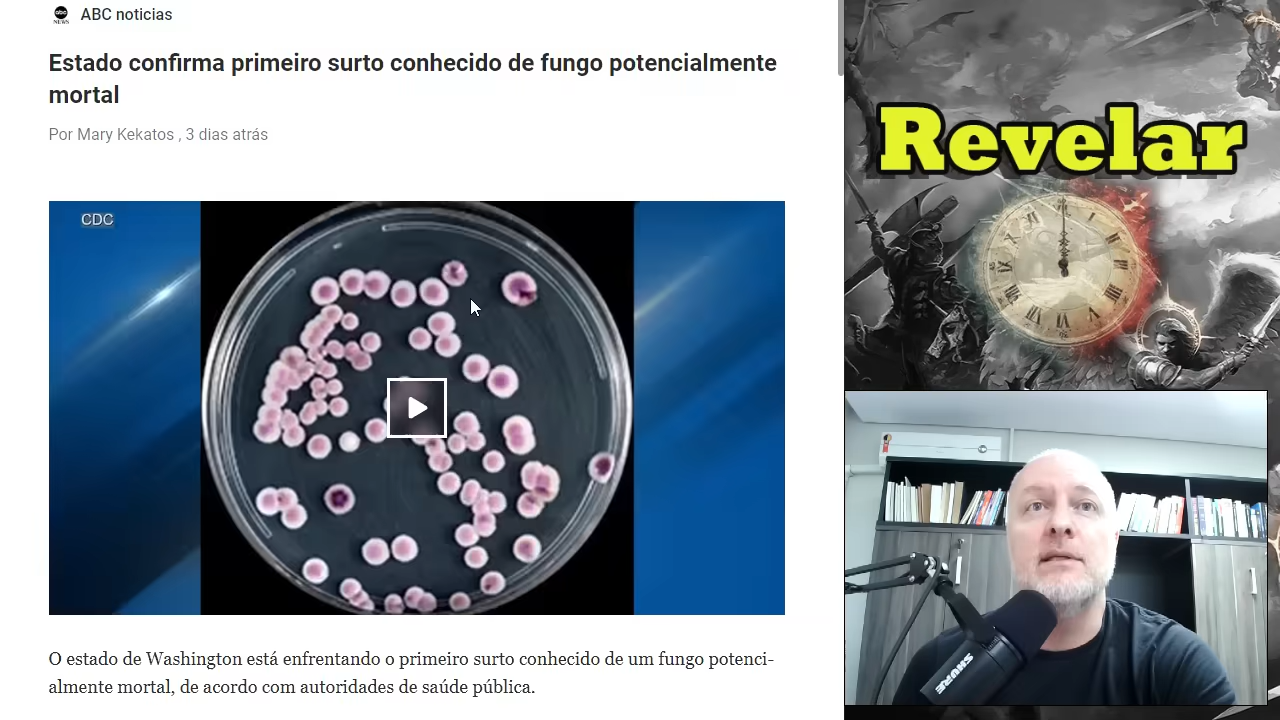 abc
NEWS
ABC noticias
Estado confirma primeiro surto conhecido de fungo potencialmente
mortal
Por Mary Kekatos , 3 dias atrás
CDC
O estado de Washington está enfrentando o primeiro surto conhecido de um fungo potenci-
almente mortal, de acordo com autoridades de saúde pública.
Revelar
SHURE